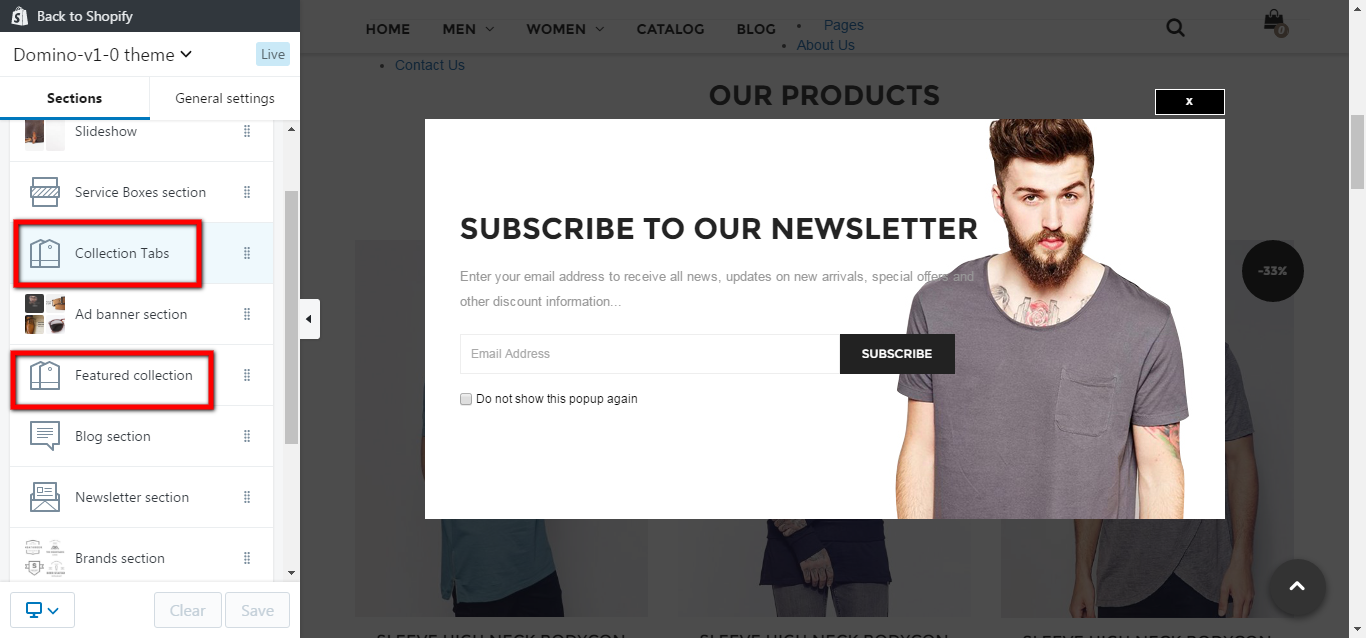 Back to Shopify
Domino-v1-0 theme
Live
Sections
General settings
Slideshow
Service Boxes section
Collection Tabs
Ad banner section
Featured collection
Blog section
Newsletter section
Brands section
Clear
Save
HOME MEN WOMEN CATALOG BLOG
Pages
About Us
Contact Us
0
OUR PRODUCTS
x
SUBSCRIBE TO OUR NEWSLETTER
Enter your email address to receive all news, updates on new arrivals, special offers and
other discount information...
Email Address
SUBSCRIBE
Do not show this popup again
-33%
SLEEVE HIGH NECK BODYCON
SLEEVE HIGH NECK BODYCON
SLEEVE HIGH NECK BODYCON